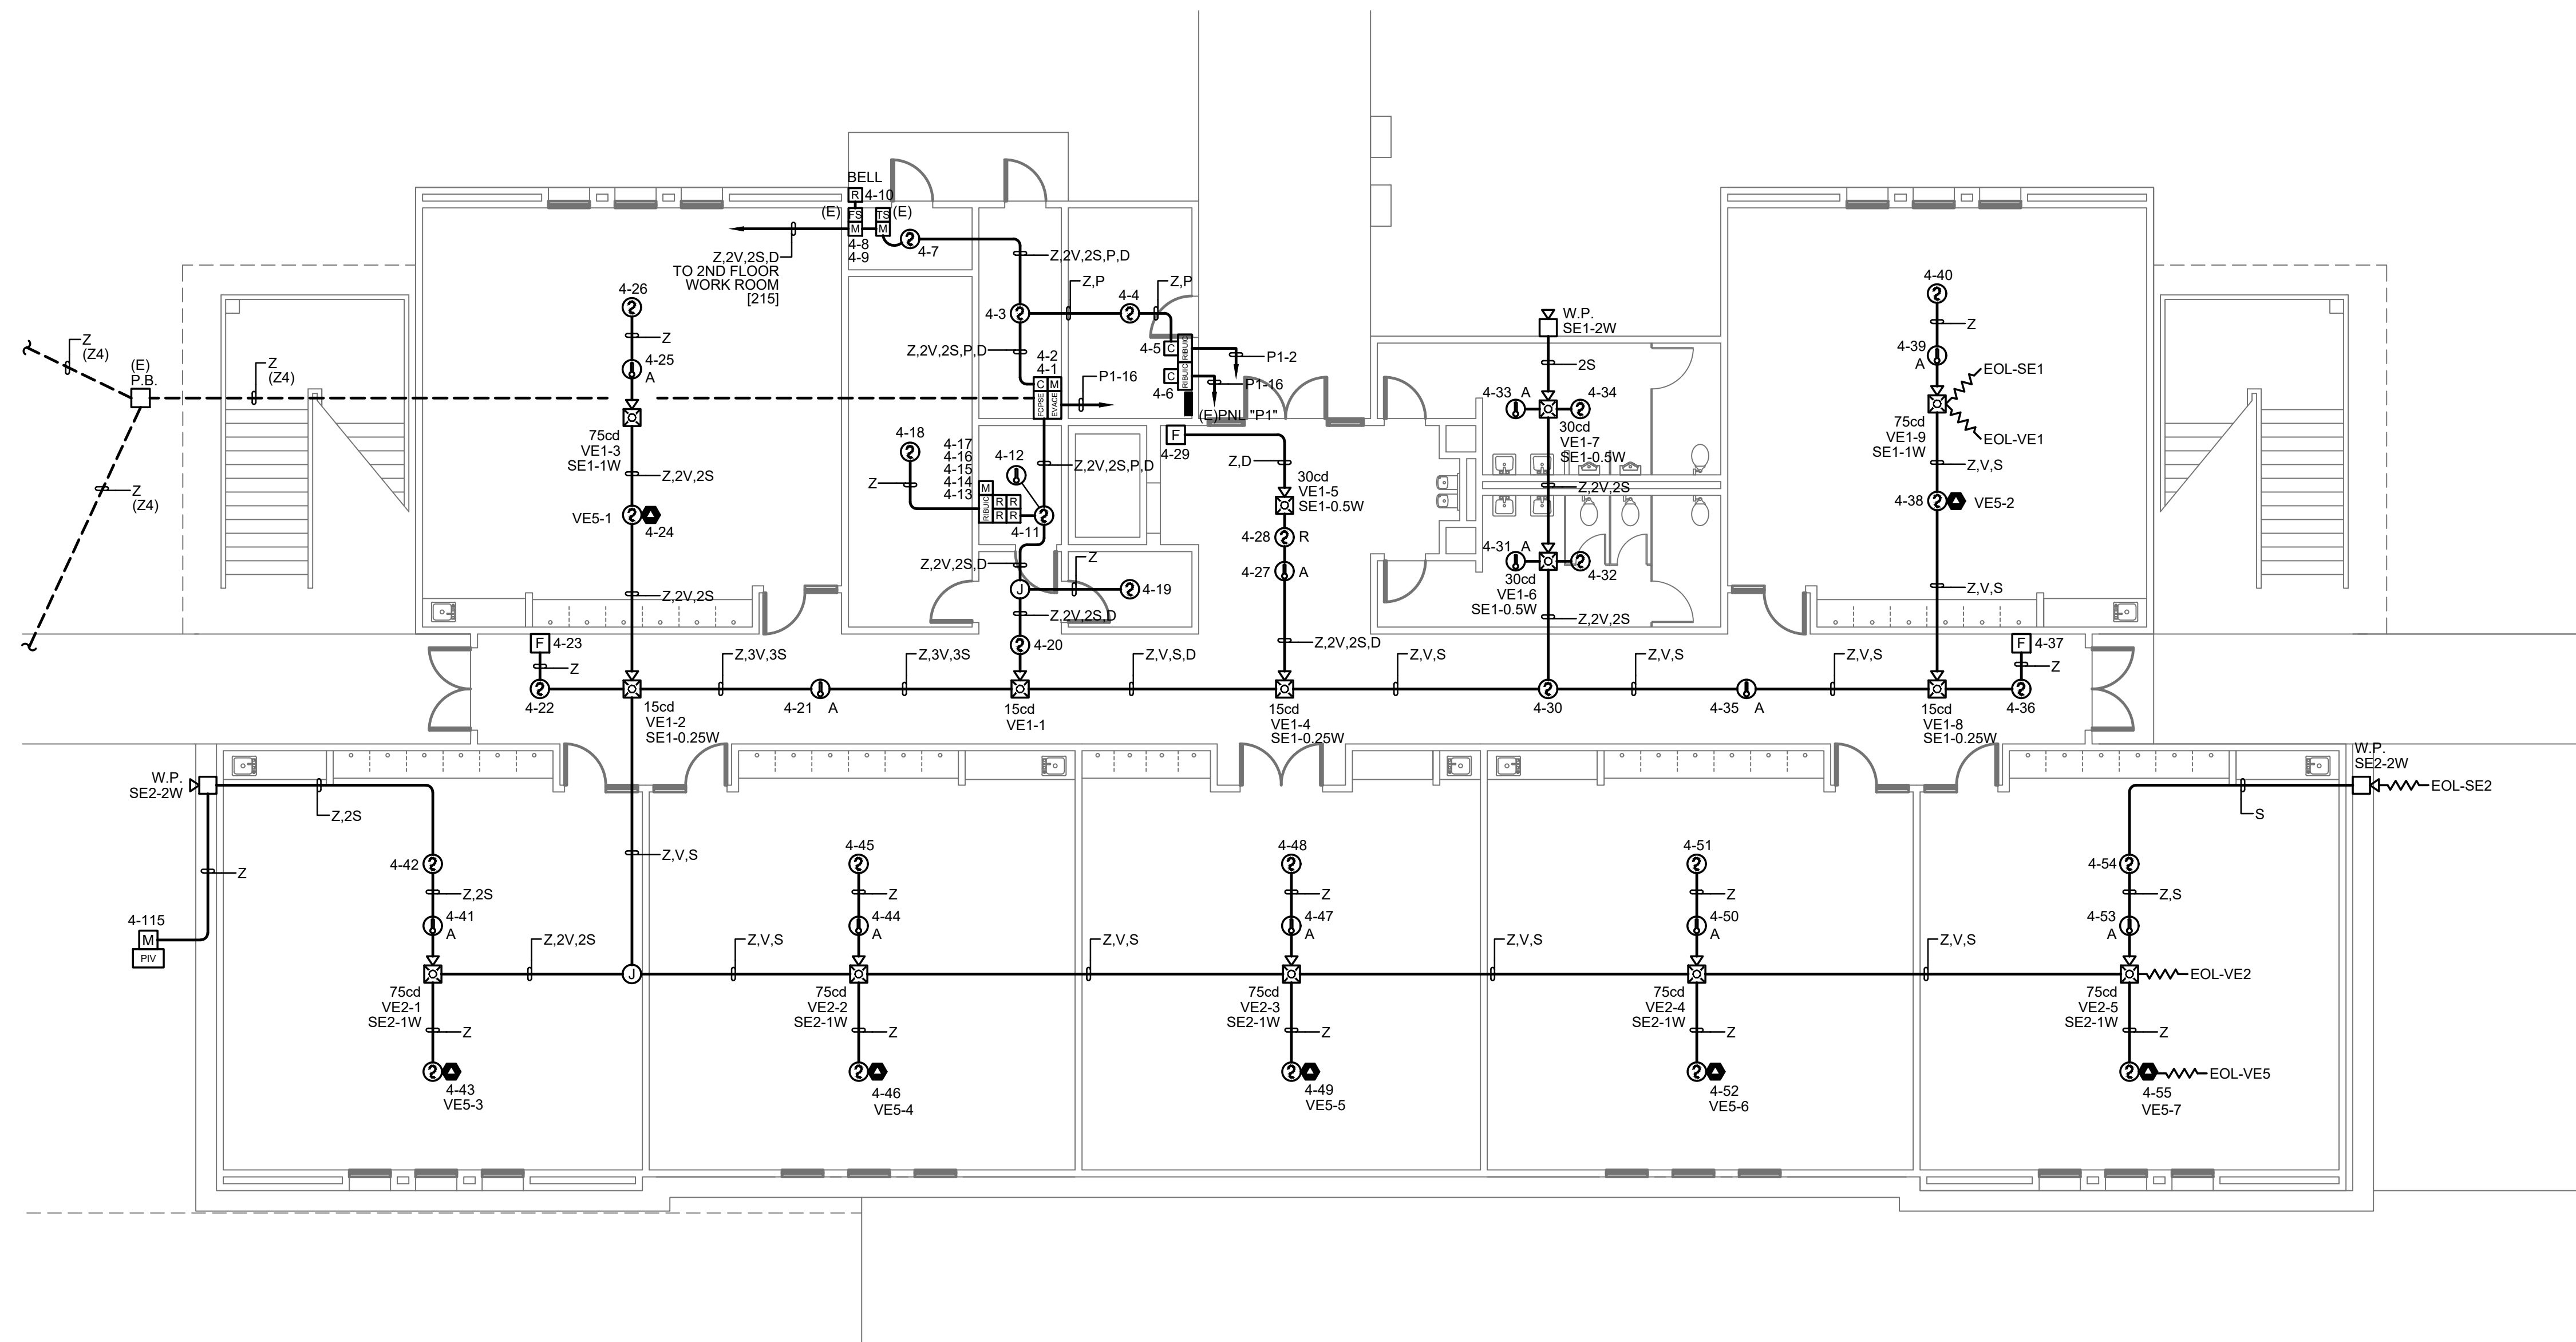 BELL
R
4-10
(E)
FS
TS
(E)
M
M
4-8
4-9
4-7
Z,2V,2S,D
TO 2ND FLOOR
WORK ROOM
[215]
Z,2V,2S,P,D
Z,P
Z,P
4-4
4-3
Z,2V,2S,P,D
4-2
4-1
C
M
FCPSE
EVACE
P1-16
4-5
C
RIBUIC
P1-2
4-6
C
RIBUIC
P1-16
(E)PNL "P1"
Z
(Z4)
(E)
P.B.
Z
(Z4)
Z
(Z4)
4-26
Z
4-25
A
75cd
VE1-3
SE1-1W
Z,2V,2S
VE5-1
4-24
Z,2V,2S
4-18
Z
4-17
4-16
4-15
4-14
4-13
4-12
M
RIBUIC
R
R
R
R
4-11
Z,2V,2S,P,D
Z,2V,2S,D
Z
J
4-19
Z,2V,2S,D
4-20
F
4-29
Z,D
30cd
VE1-5
SE1-0.5W
4-28
R
4-27
A
Z,2V,2S,D
W.P.
SE1-2W
2S
4-33
A
4-34
30cd
VE1-7
SE1-0.5W
Z,2V,2S
4-31
A
4-32
30cd
VE1-6
SE1-0.5W
Z,2V,2S
4-40
Z
4-39
A
EOL-SE1
75cd
VE1-9
SE1-1W
EOL-VE1
Z,V,S
4-38
VE5-2
Z,V,S
F
4-23
Z
4-22
15cd
VE1-2
SE1-0.25W
Z,3V,3S
4-21
A
Z,3V,3S
15cd
VE1-1
Z,V,S,D
15cd
VE1-4
SE1-0.25W
Z,V,S
4-30
Z,V,S
4-35
A
Z,V,S
15cd
VE1-8
SE1-0.25W
F
4-37
Z
4-36
W.P.
SE2-2W
Z,2S
Z
4-115
M
PIV
4-42
Z,2S
4-41
A
75cd
VE2-1
SE2-1W
Z
4-43
VE5-3
Z,2V,2S
Z,V,S
J
Z,V,S
4-45
Z
4-44
A
75cd
VE2-2
SE2-1W
Z
4-46
VE5-4
Z,V,S
4-48
Z
4-47
A
75cd
VE2-3
SE2-1W
Z
4-49
VE5-5
Z,V,S
4-51
Z
4-50
A
75cd
VE2-4
SE2-1W
Z
4-52
VE5-6
Z,V,S
4-54
Z,S
4-53
A
75cd
VE2-5
SE2-1W
EOL-VE2
Z
EOL-VE5
4-55
VE5-7
W.P.
SE2-2W
EOL-SE2
S